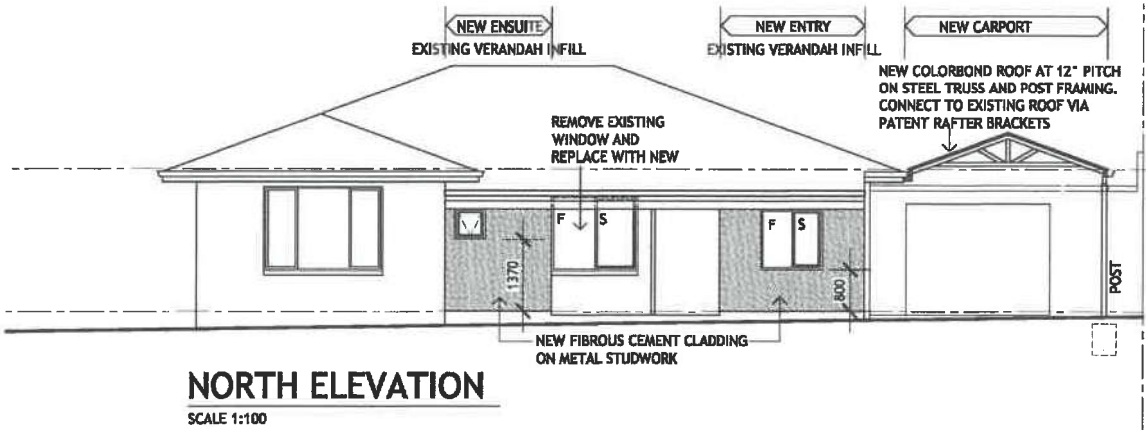 NEW ENSUITE
EXISTING VERANDAH INFILL
NEW ENTRY
EXISTING VERANDAH INFILL
NEW CARPORT
NEW COLORBOND ROOF AT 12° PITCH
ON STEEL TRUSS AND POST FRAMING.
CONNECT TO EXISTING ROOF VIA
PATENT RAFTER BRACKETS
REMOVE EXISTING
WINDOW AND
REPLACE WITH NEW
F S
F S
1370
800
POST
NEW FIBROUS CEMENT CLADDING
ON METAL STUDWORK
NORTH ELEVATION
SCALE 1:100